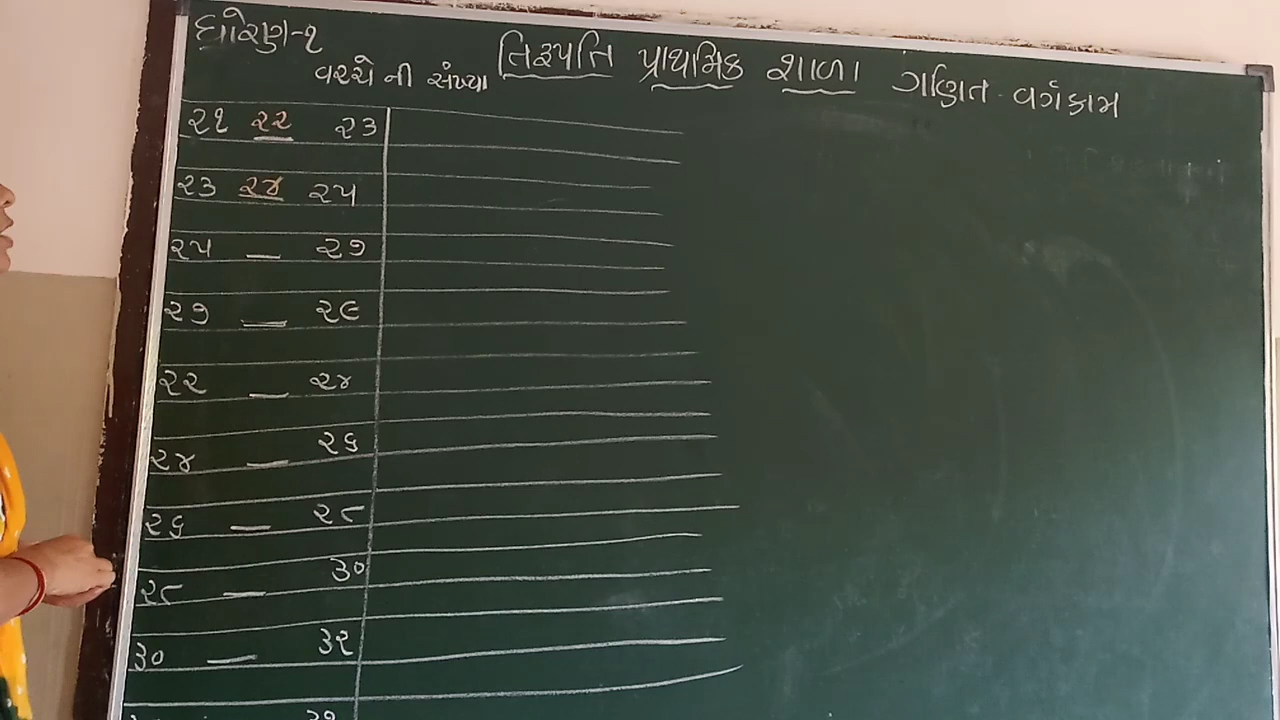 ધોરણ-૧
તિરૂપતિ પ્રાથમિક શાળા ગણિત - વર્ગકામ
વચ્ચે ની સંખ્યા
૨૧ ૨૨ ૨૩
૨૩ ૨૪ ૨૫
૨૫ _ ૨૭
૨૭ _ ૨૯
૨૨ _ ૨૪
૨૪ _ ૨૬
૨૬ _ ૨૮
૨૮ _ ૩૦
૩૦ _ ૩૨